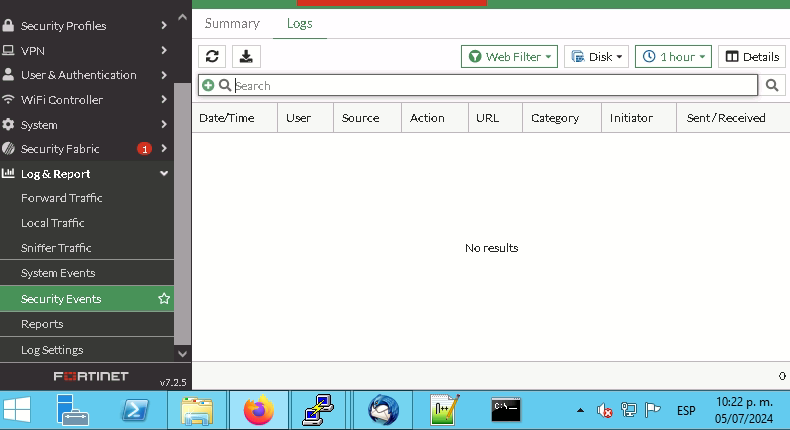 Summary Logs
Security Profiles
VPN
User & Authentication
WiFi Controller
System
Security Fabric 1
Log & Report
Forward Traffic
Local Traffic
Sniffer Traffic
System Events
Security Events
Reports
Log Settings
FORTINET v7.2.5
Web Filter Disk 1 hour Details
Search
Date/Time User Source Action URL Category Initiator Sent / Received
No results
0
C:\_
ESP
10:22 p. m.
05/07/2024